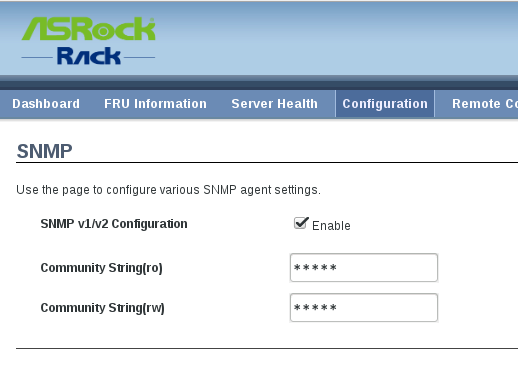 ASRock
Rack
Dashboard FRU Information Server Health Configuration Remote Co
SNMP
Use the page to configure various SNMP agent settings.
SNMP v1/v2 Configuration Enable
Community String(ro) *****
Community String(rw) *****